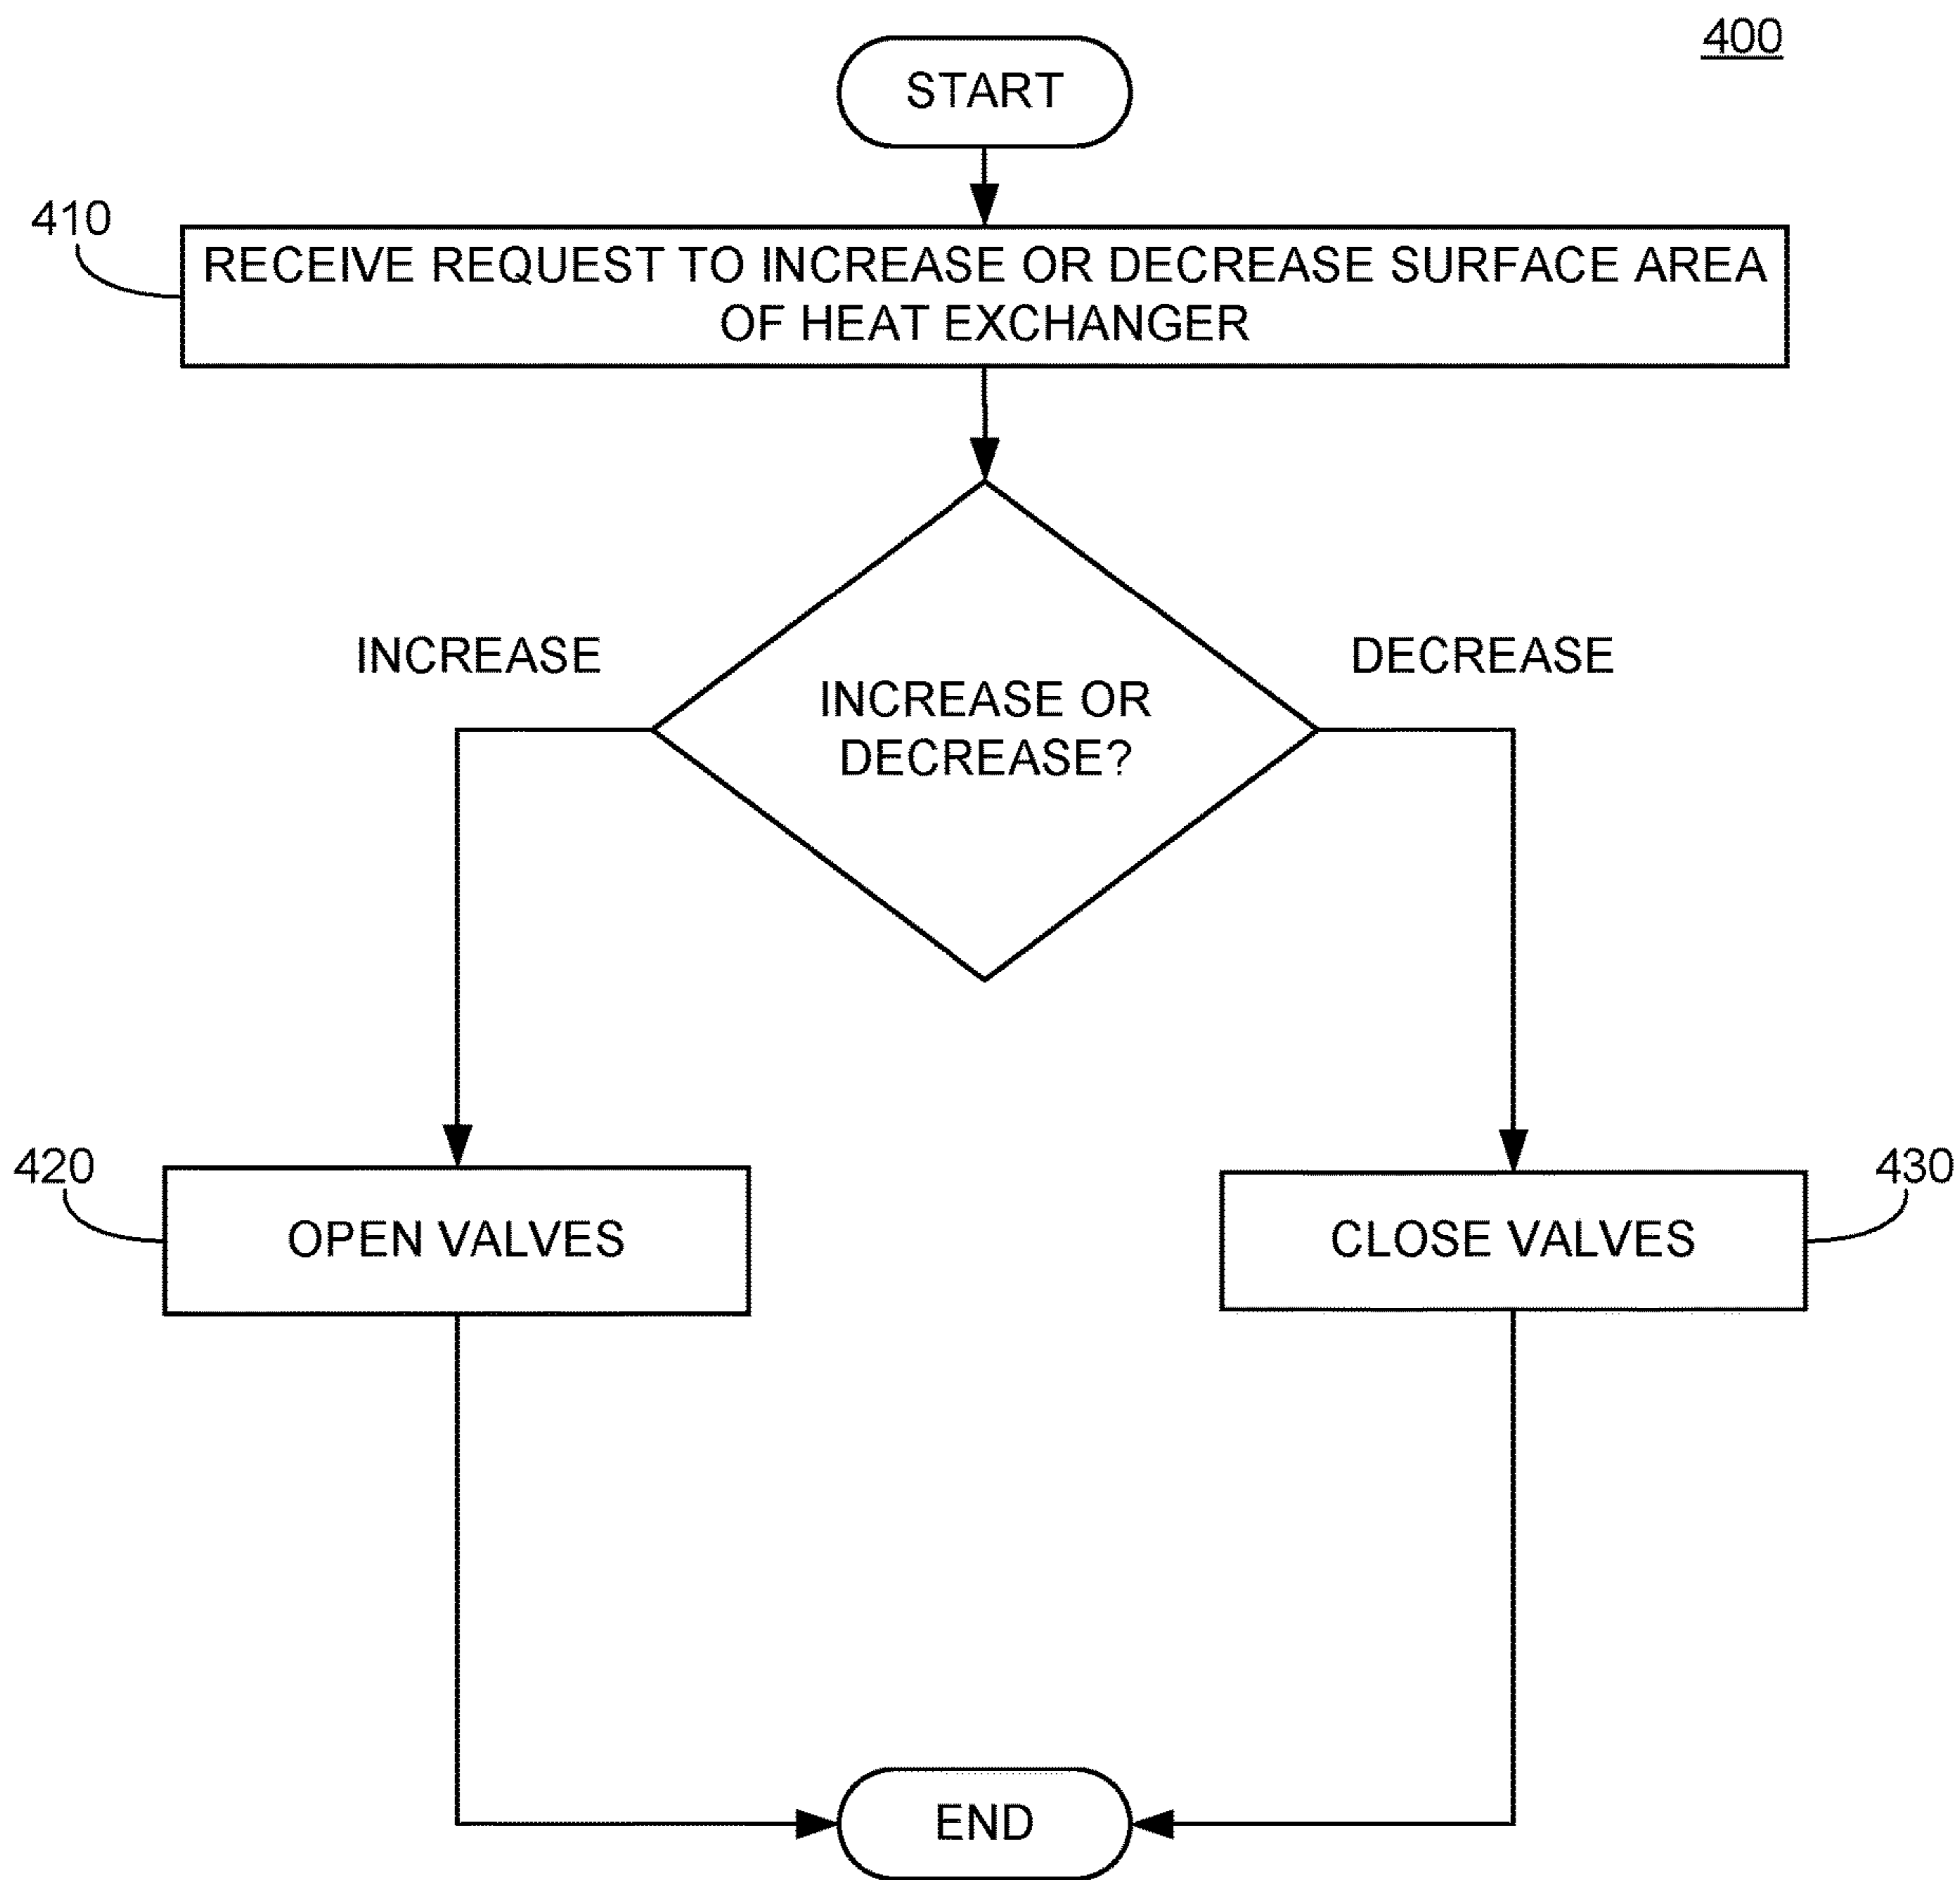 400
START
410
RECEIVE REQUEST TO INCREASE OR DECREASE SURFACE AREA
OF HEAT EXCHANGER
INCREASE
DECREASE
INCREASE OR
DECREASE?
420
OPEN VALVES
430
CLOSE VALVES
END